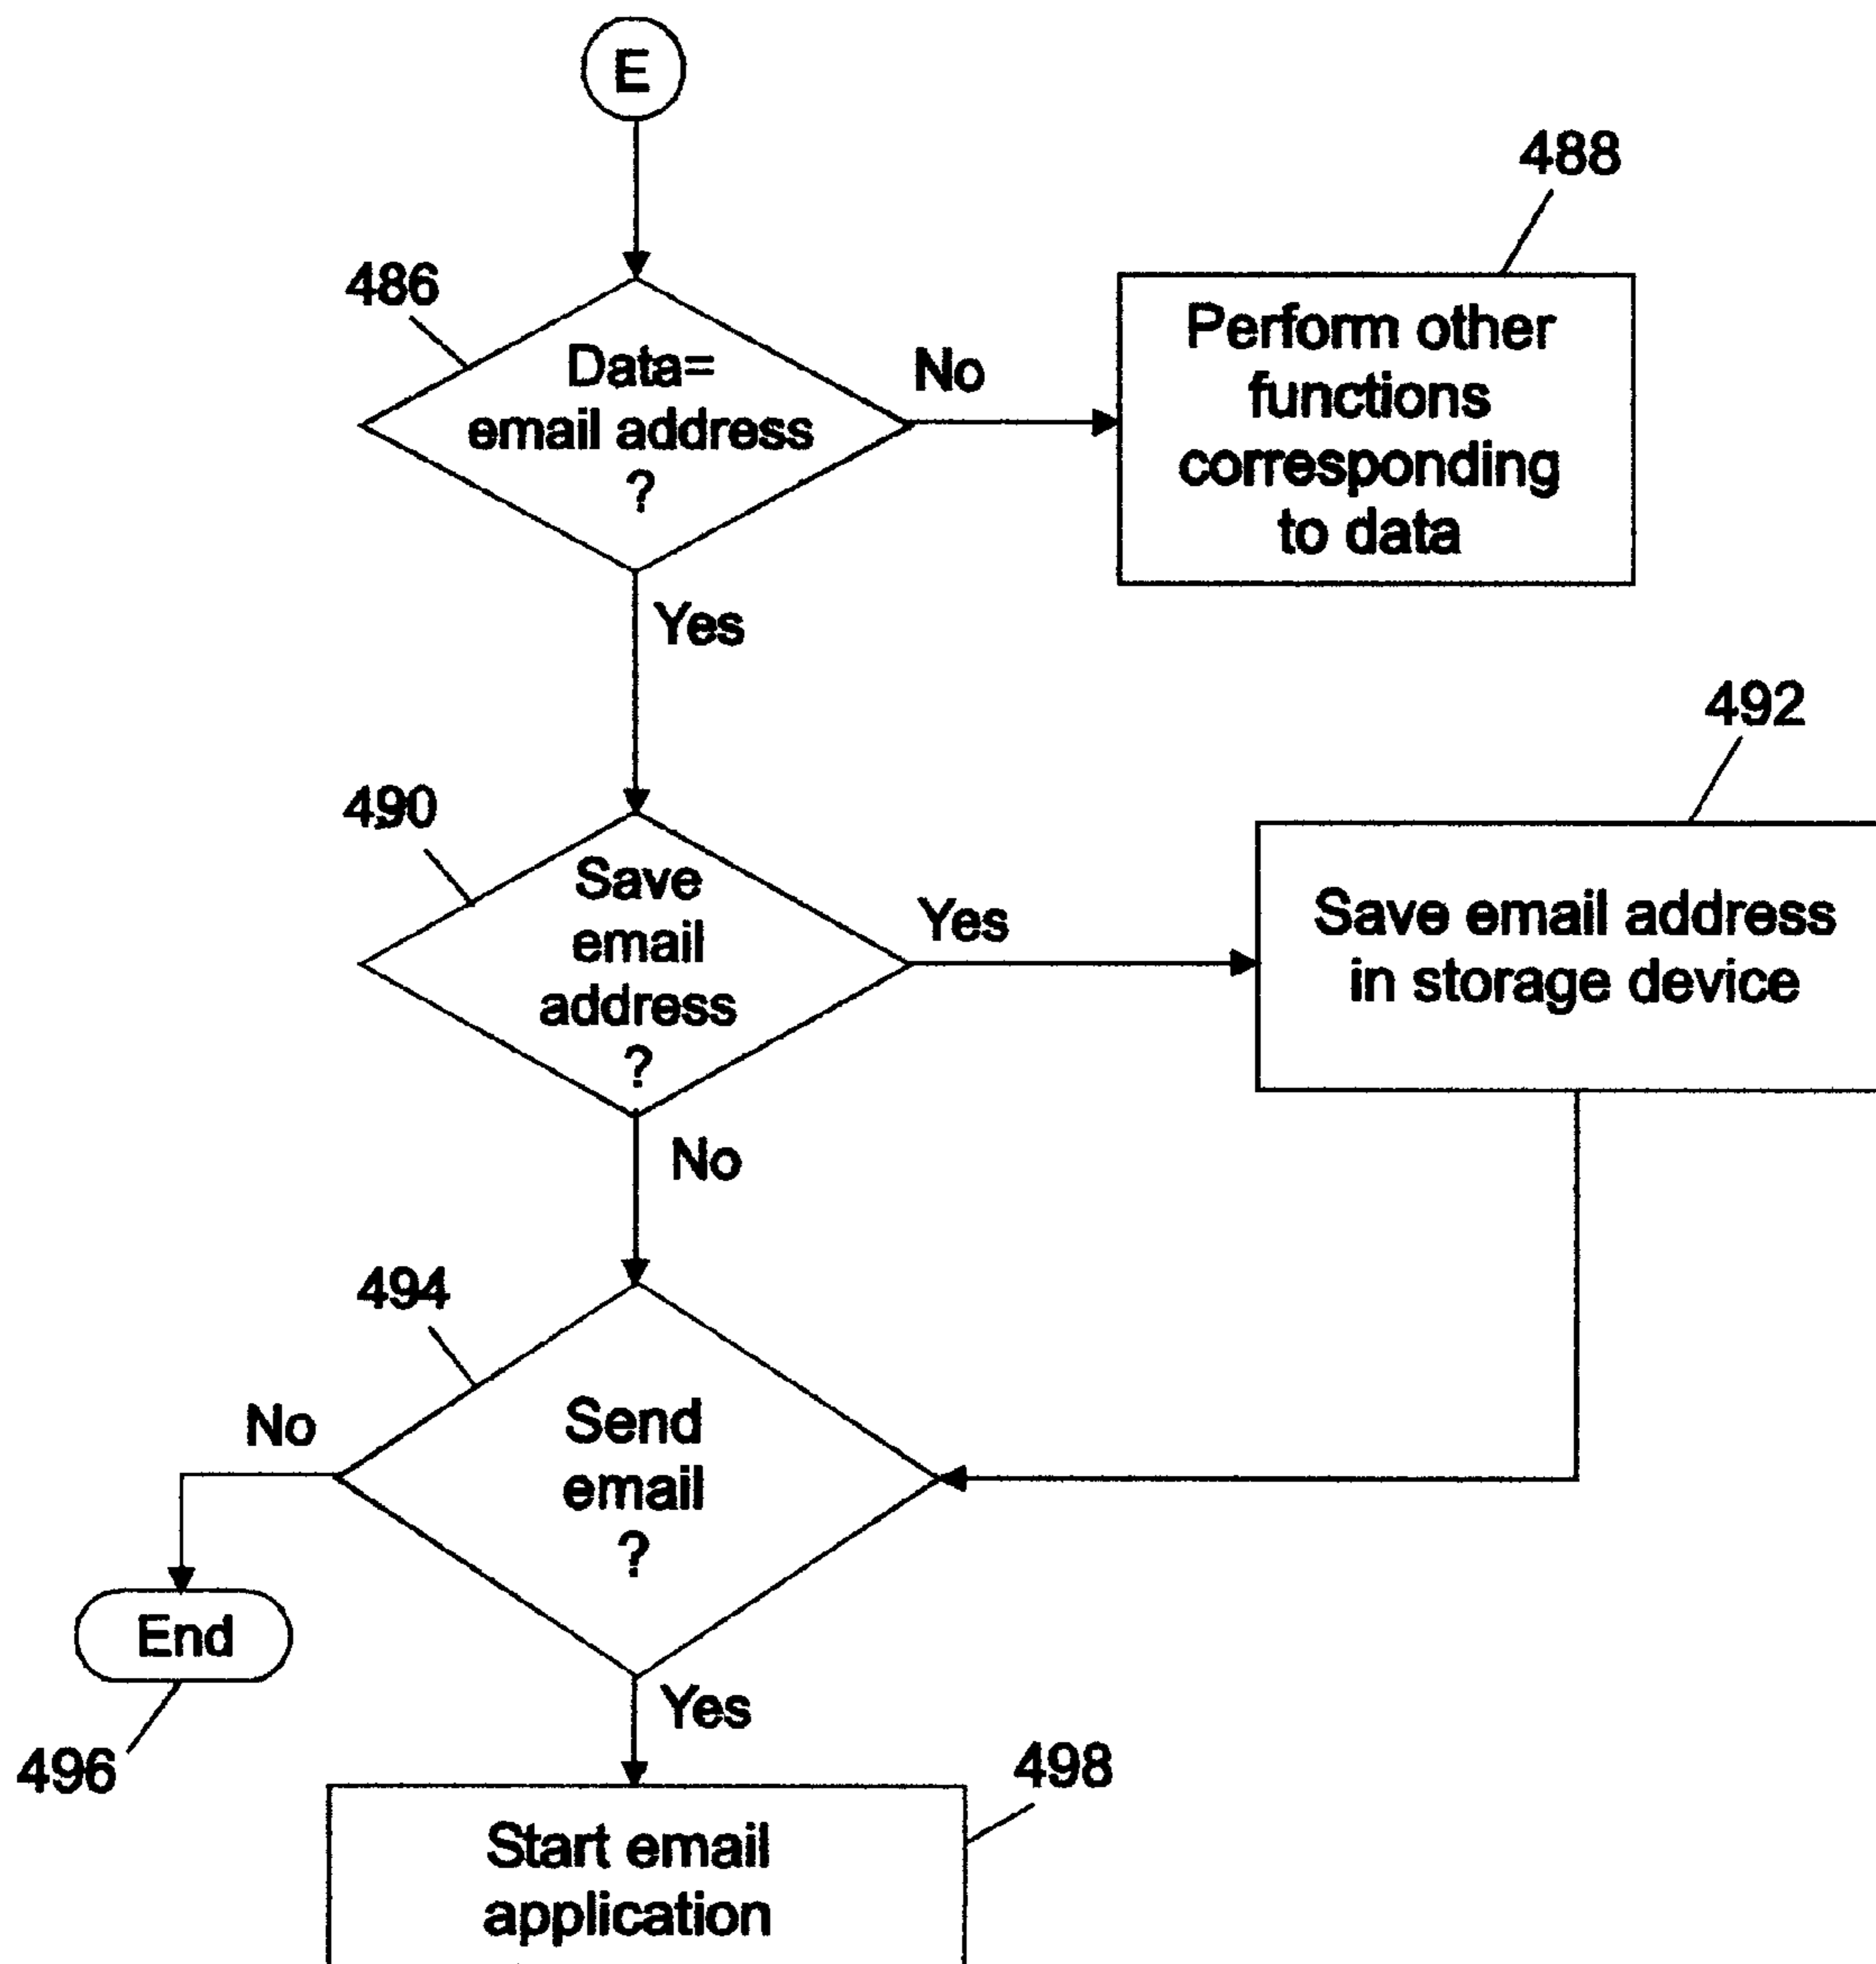 E
488
486
Data=
email address
?
No
Perform other
functions
corresponding
to data
Yes
492
490
Save
email
address
?
Yes
Save email address
in storage device
No
494
Send
email
?
No
End
496
Yes
498
Start email
application